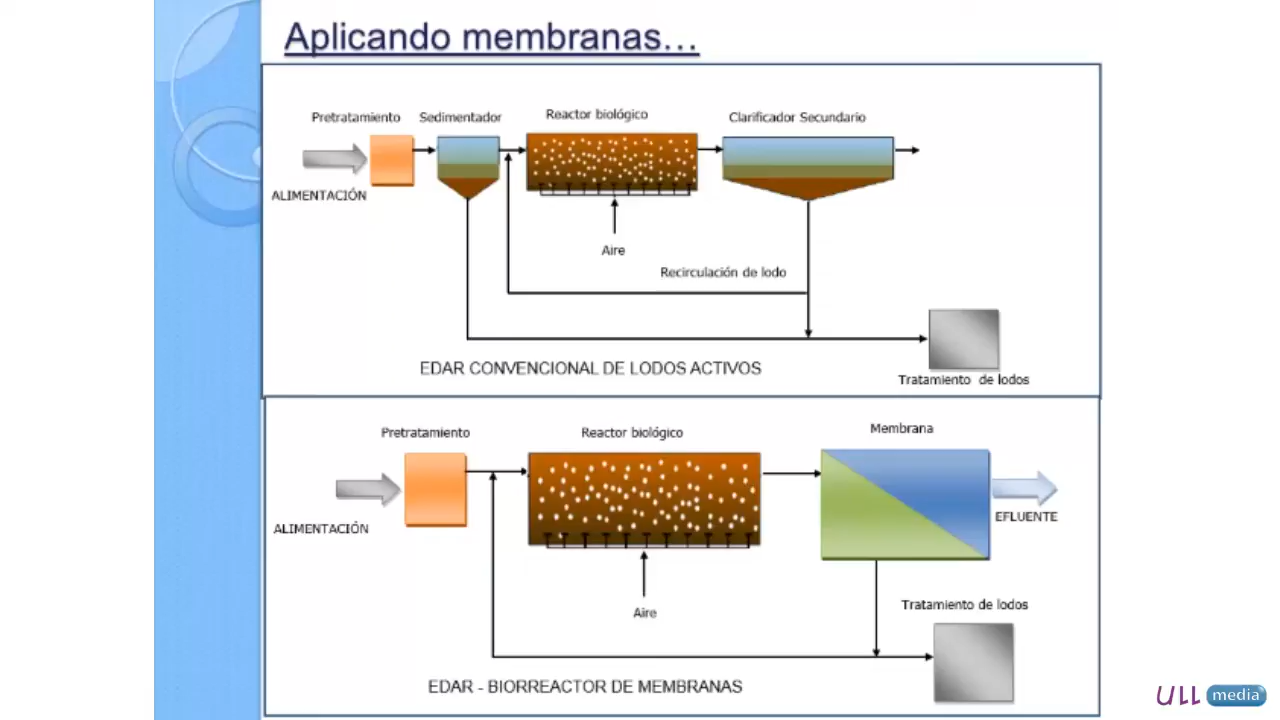 Aplicando membranas…
Pretratamiento
Sedimentador
Reactor biológico
Clarificador Secundario
ALIMENTACIÓN
Aire
Recirculación de lodo
EDAR CONVENCIONAL DE LODOS ACTIVOS
Tratamiento de lodos
Pretratamiento
Reactor biológico
Membrana
ALIMENTACIÓN
EFLUENTE
Aire
Tratamiento de lodos
EDAR - BIORREACTOR DE MEMBRANAS
ULL media